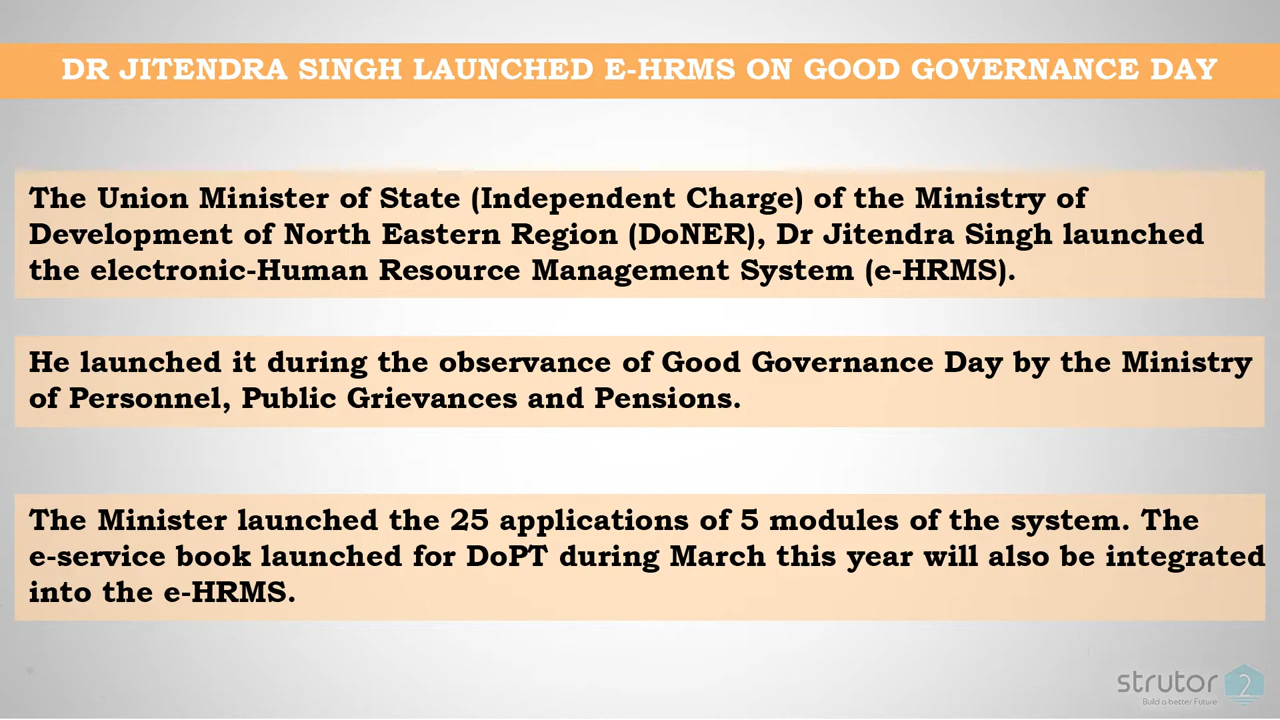 DR JITENDRA SINGH LAUNCHED E-HRMS ON GOOD GOVERNANCE DAY
The Union Minister of State (Independent Charge) of the Ministry of
Development of North Eastern Region (DoNER), Dr Jitendra Singh launched
the electronic-Human Resource Management System (e-HRMS).
He launched it during the observance of Good Governance Day by the Ministry
of Personnel, Public Grievances and Pensions.
The Minister launched the 25 applications of 5 modules of the system. The
e-service book launched for DoPT during March this year will also be integrated
into the e-HRMS.
strutor 2
Build a better Future